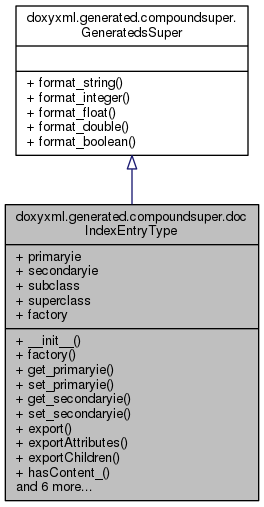 doxyxml.generated.compoundsuper.
GeneratedsSuper
+ format_string()
+ format_integer()
+ format_float()
+ format_double()
+ format_boolean()
doxyxml.generated.compoundsuper.doc
IndexEntryType
+ primaryie
+ secondaryie
+ subclass
+ superclass
+ factory
+ __init__()
+ factory()
+ get_primaryie()
+ set_primaryie()
+ get_secondaryie()
+ set_secondaryie()
+ export()
+ exportAttributes()
+ exportChildren()
+ hasContent_()
and 6 more...